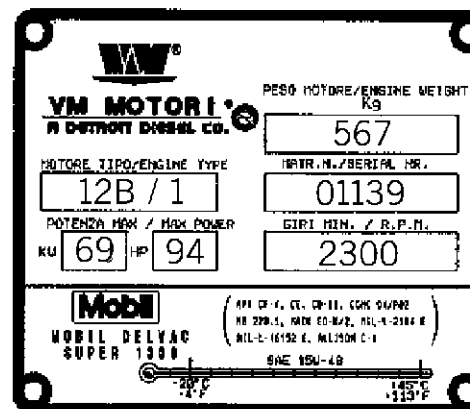 VM MOTORI
A DETROIT DIESEL CO.
PESO MOTORE/ENGINE WEIGHT
Kg
567
MOTORE TIPO/ENGINE TYPE
12B / 1
MATR.N./SERIAL NR.
01139
POTENZA MAX / MAX POWER
KW 69 HP 94
GIRI MIN. / R.P.M.
2300
Mobil
MOBIL DELVAC
SUPER 1300
SAE 15W-40
-20°C +45°C
-4°F +113°F